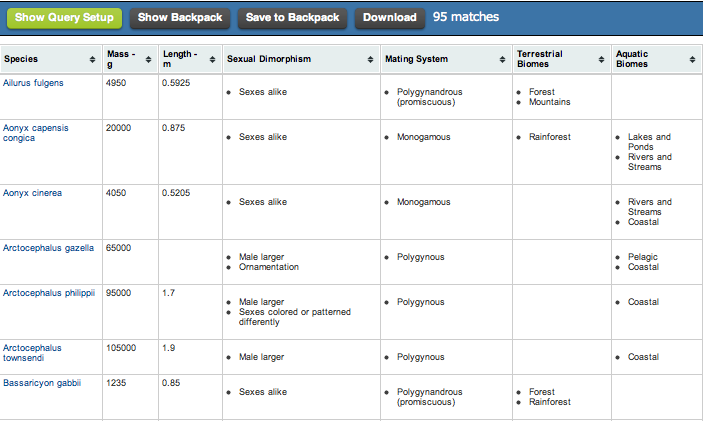 Show Query Setup Show Backpack Save to Backpack Download 95 matches
Species Mass - g Length - m Sexual Dimorphism Mating System Terrestrial Biomes Aquatic Biomes
Ailurus fulgens 4950 0.5925
• Sexes alike • Polygynandrous (promiscuous) • Forest • Mountains
Aonyx capensis congica 20000 0.875
• Sexes alike • Monogamous • Rainforest • Lakes and Ponds • Rivers and Streams
Aonyx cinerea 4050 0.5205
• Sexes alike • Monogamous • Rivers and Streams • Coastal
Arctocephalus gazella 65000
• Male larger • Ornamentation • Polygynous • Pelagic • Coastal
Arctocephalus philippii 95000 1.7
• Male larger • Sexes colored or patterned differently • Polygynous • Coastal
Arctocephalus townsendi 105000 1.9
• Male larger • Polygynous • Coastal
Bassaricyon gabbii 1235 0.85
• Sexes alike • Polygynandrous (promiscuous) • Forest • Rainforest